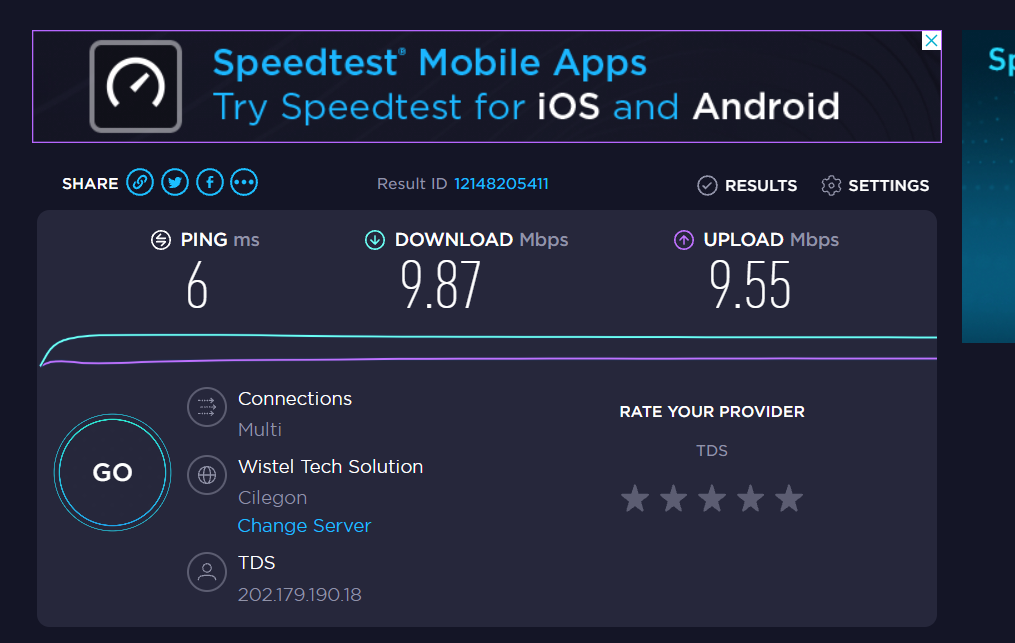 Speedtest® Mobile Apps
Try Speedtest for iOS and Android
Sp
SHARE
Result ID 12148205411
RESULTS
SETTINGS
PING ms
6
DOWNLOAD Mbps
9.87
UPLOAD Mbps
9.55
GO
Connections
Multi
Wistel Tech Solution
Cilegon
Change Server
TDS
202.179.190.18
RATE YOUR PROVIDER
TDS